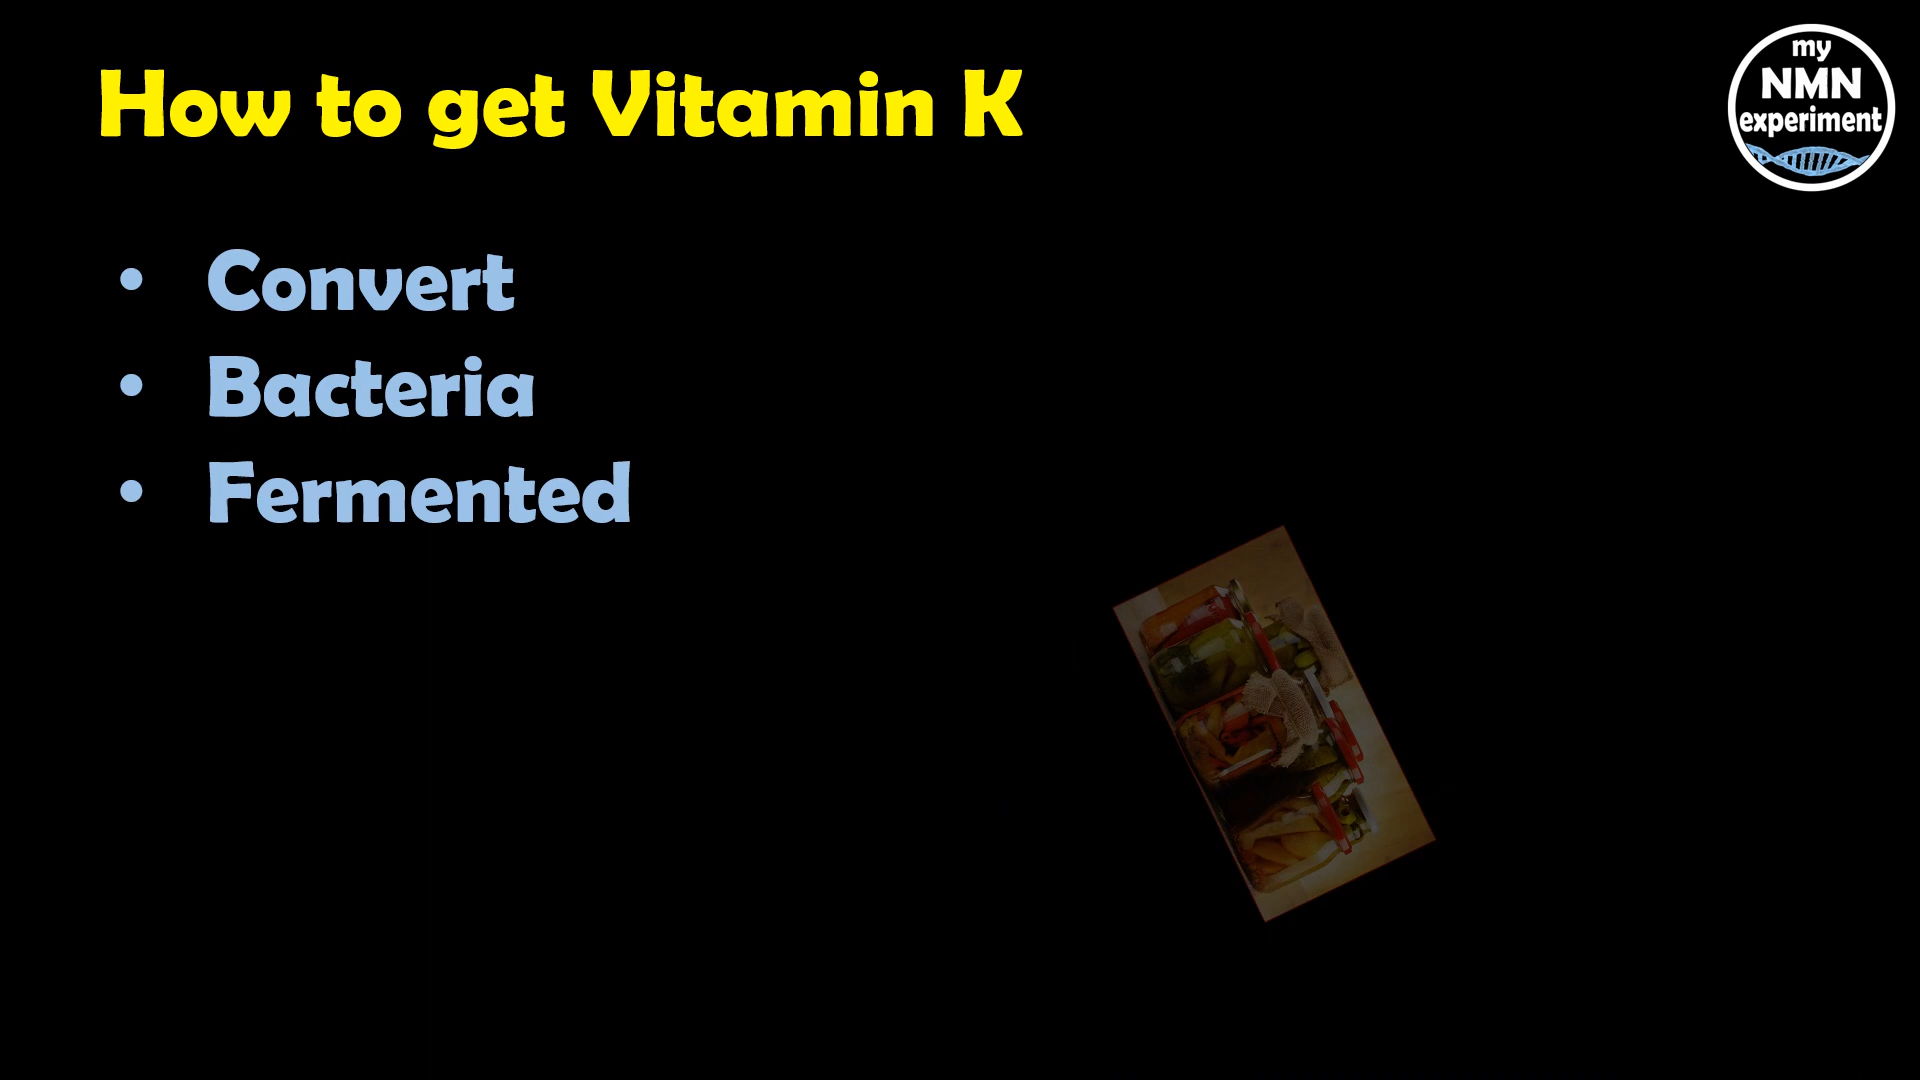 How to get Vitamin K
my
NMN
experiment
• Convert
• Bacteria
• Fermented